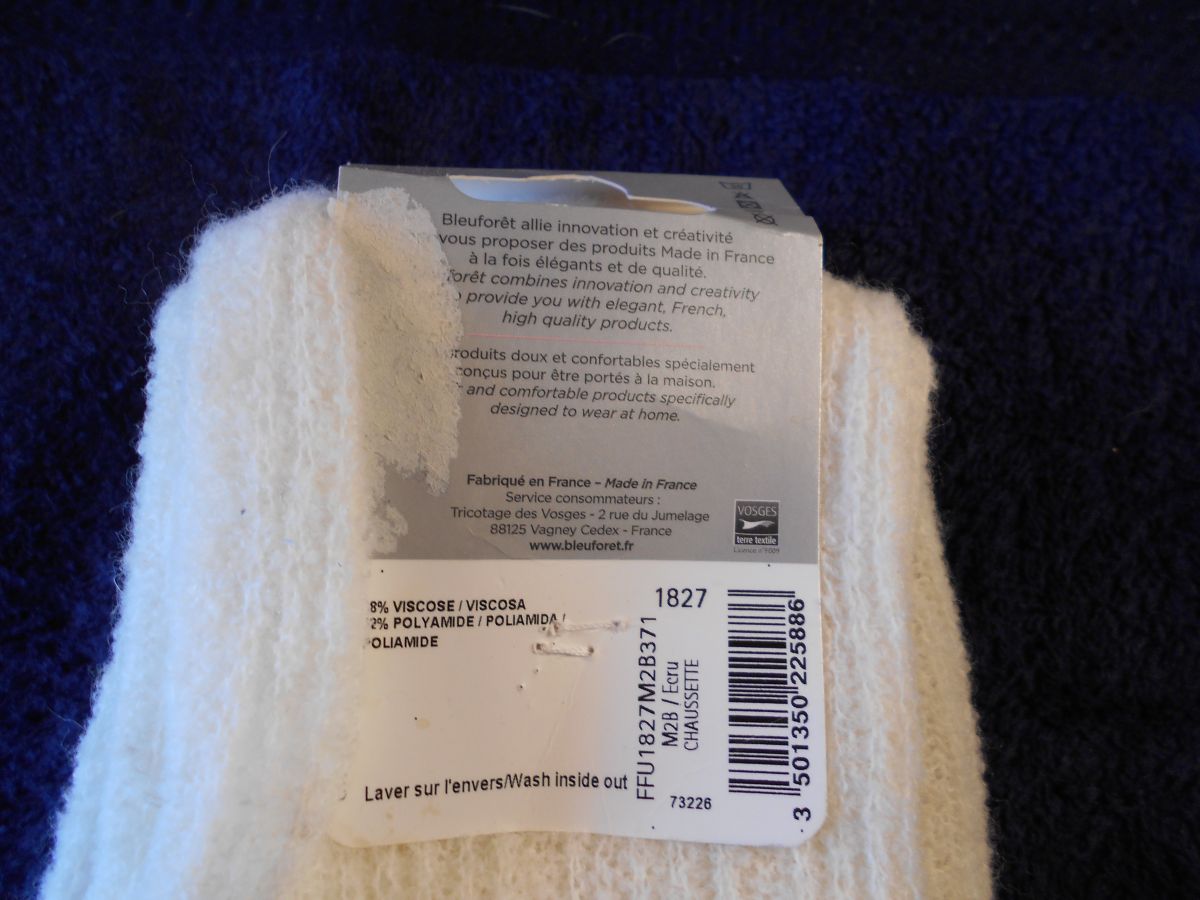 Bleuforêt allie innovation et créativité
vous proposer des produits Made in France
à la fois élégants et de qualité.
forêt combines innovation and creativity
o provide you with elegant, French,
high quality products.
produits doux et confortables spécialement
conçus pour être portés à la maison.
and comfortable products specifically
designed to wear at home.
Fabriqué en France – Made in France
Service consommateurs :
Tricotage des Vosges - 2 rue du Jumelage
88125 Vagney Cedex - France
www.bleuforet.fr
VOSGES
terre textile
Licence n°F009
8% VISCOSE / VISCOSA
2% POLYAMIDE / POLIAMIDA /
OLIAMIDE
Laver sur l'envers/Wash inside out
1827
FFU1827M2B371
M2B / Ecru
CHAUSSETTE
73226
3 501350 225886